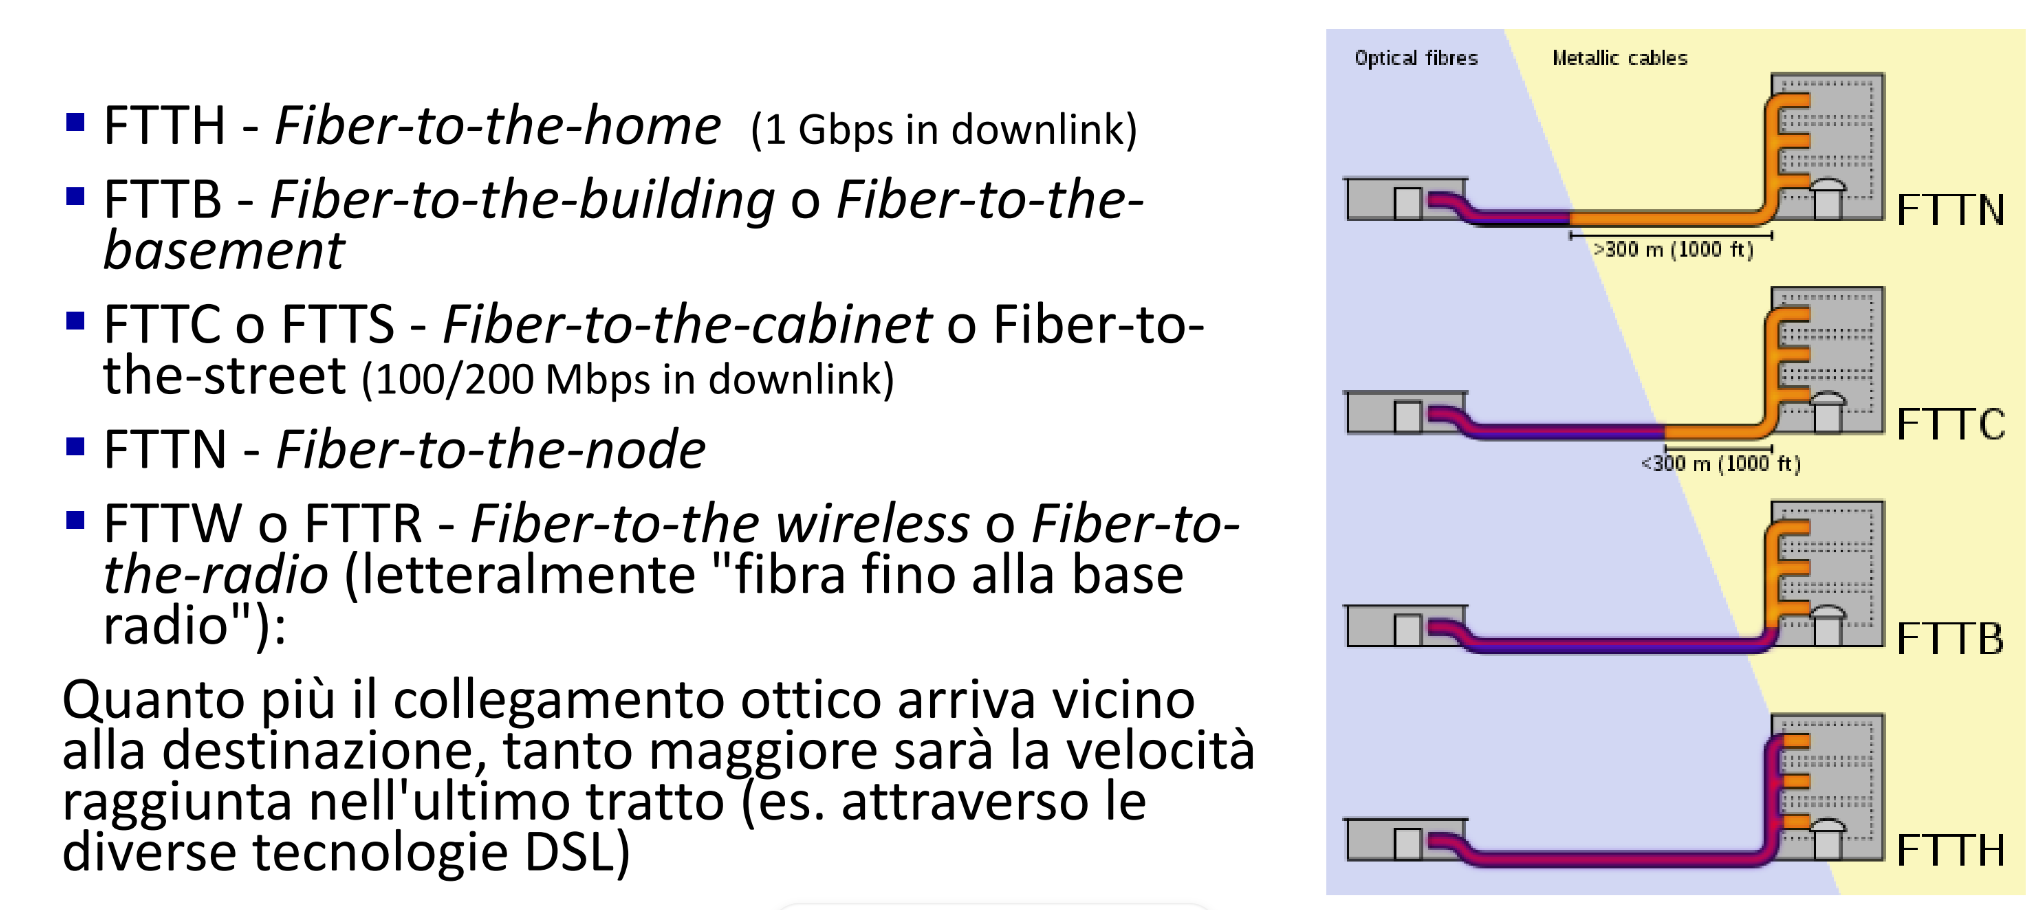 FTTH - Fiber-to-the-home (1 Gbps in downlink)
FTTB - Fiber-to-the-building o Fiber-to-the-
basement
FTTC o FTTS - Fiber-to-the-cabinet o Fiber-to-
the-street (100/200 Mbps in downlink)
FTTN - Fiber-to-the-node
FTTW o FTTR - Fiber-to-the wireless o Fiber-to-
the-radio (letteralmente "fibra fino alla base
radio"):
Quanto più il collegamento ottico arriva vicino
alla destinazione, tanto maggiore sarà la velocità
raggiunta nell'ultimo tratto (es. attraverso le
diverse tecnologie DSL)
Optical fibres
Metallic cables
FTTN
>300 m (1000 ft)
FTTC
<300 m (1000 ft)
FTTB
FTTH